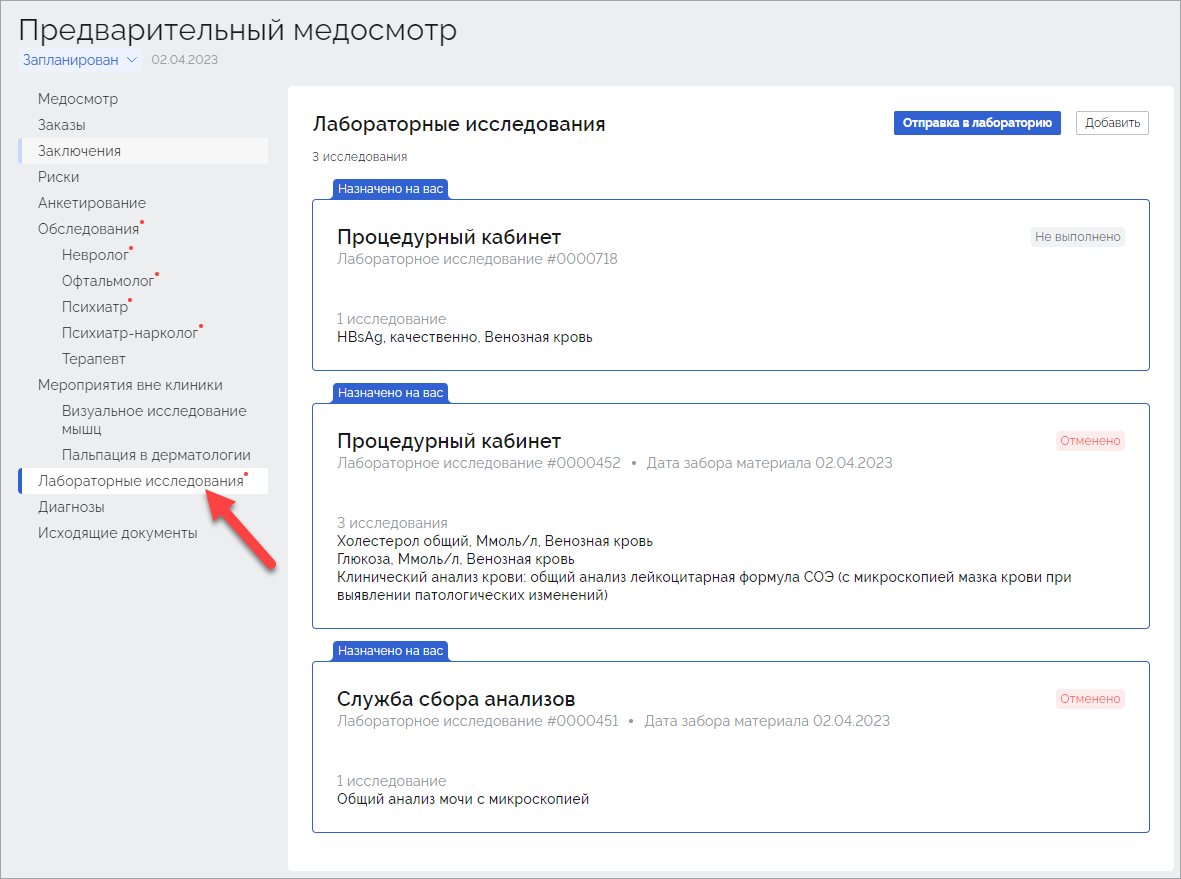 Предварительный медосмотр
Запланирован 02.04.2023
Медосмотр
Заказы
Заключения
Риски
Анкетирование
Обследования
Невролог
Офтальмолог
Психиатр
Психиатр-нарколог
Терапевт
Мероприятия вне клиники
Визуальное исследование
мышц
Пальпация в дерматологии
Лабораторные исследования
Диагнозы
Исходящие документы
Лабораторные исследования
Отправка в лабораторию
Добавить
3 исследования
Назначено на вас
Процедурный кабинет
Не выполнено
Лабораторное исследование #0000718
1 исследование
HBsAg, качественно, Венозная кровь
Назначено на вас
Процедурный кабинет
Отменено
Лабораторное исследование #0000452 • Дата забора материала 02.04.2023
3 исследования
Холестерол общий, Ммоль/л, Венозная кровь
Глюкоза, Ммоль/л, Венозная кровь
Клинический анализ крови: общий анализ лейкоцитарная формула СОЭ (с микроскопией мазка крови при
выявлении патологических изменений)
Назначено на вас
Служба сбора анализов
Отменено
Лабораторное исследование #0000451 • Дата забора материала 02.04.2023
1 исследование
Общий анализ мочи с микроскопией